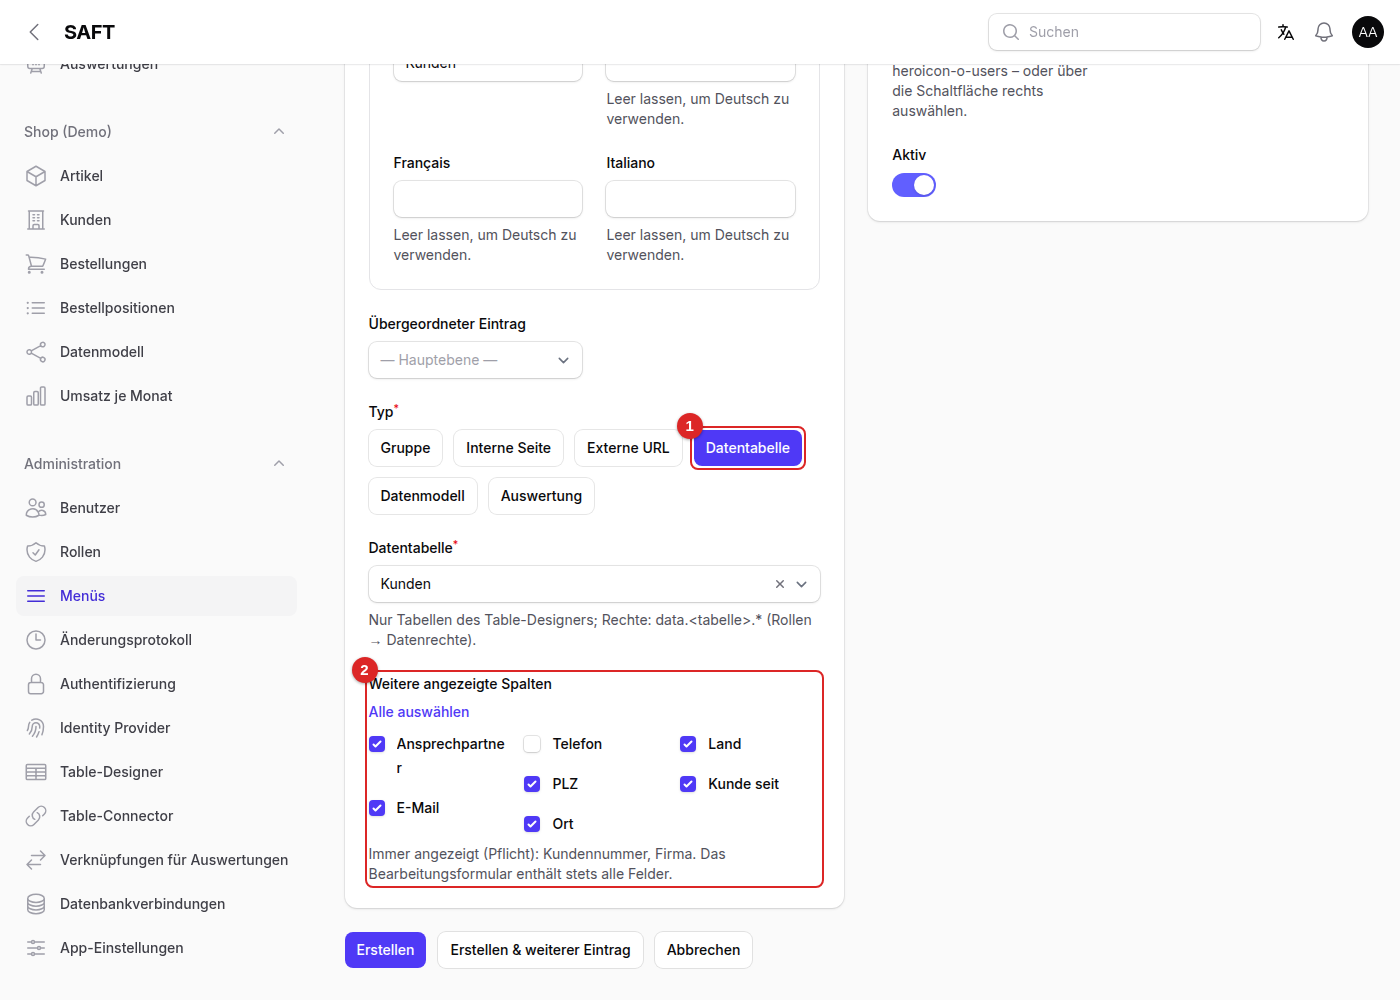 SAFT
Suchen
AA
Auswertungen
Shop (Demo)
Artikel
Kunden
Bestellungen
Bestellpositionen
Datenmodell
Umsatz je Monat
Administration
Benutzer
Rollen
Menüs
Änderungsprotokoll
Authentifizierung
Identity Provider
Table-Designer
Table-Connector
Verknüpfungen für Auswertungen
Datenbankverbindungen
App-Einstellungen
Kunden
Leer lassen, um Deutsch zu
verwenden.
Français
Italiano
Leer lassen, um Deutsch zu
verwenden.
Leer lassen, um Deutsch zu
verwenden.
Übergeordneter Eintrag
— Hauptebene —
Typ*
1
Gruppe
Interne Seite
Externe URL
Datentabelle
Datenmodell
Auswertung
Datentabelle*
Kunden
Nur Tabellen des Table-Designers; Rechte: data.<tabelle>.* (Rollen
→ Datenrechte).
2
Weitere angezeigte Spalten
Alle auswählen
Ansprechpartne
r
E-Mail
Telefon
PLZ
Ort
Land
Kunde seit
Immer angezeigt (Pflicht): Kundennummer, Firma. Das
Bearbeitungsformular enthält stets alle Felder.
Erstellen
Erstellen & weiterer Eintrag
Abbrechen
heroicon-o-users – oder über
die Schaltfläche rechts
auswählen.
Aktiv